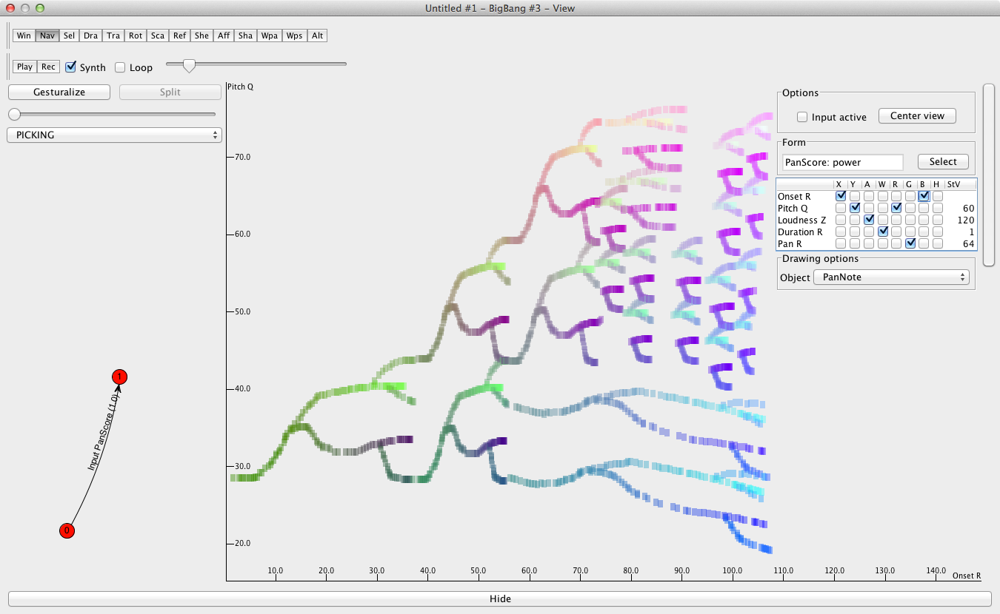 Untitled #1 – BigBang #3 – View
Win Nav Sel Dra Tra Rot Sca Ref She Aff Sha Wpa Wps Alt
Play Rec Synth Loop
Gesturalize Split
PICKING
Pitch Q
70.0
60.0
50.0
40.0
30.0
20.0
10.0 20.0 30.0 40.0 50.0 60.0 70.0 80.0 90.0 100.0 110.0 120.0 130.0 140.0 Onset R
1
Input PanScore (1.0)
0
Options
Input active Center view
Form
PanScore: power Select
X Y A W R G B H StV
Onset R
Pitch Q 60
Loudness Z 120
Duration R 1
Pan R 64
Drawing options
Object PanNote
Hide